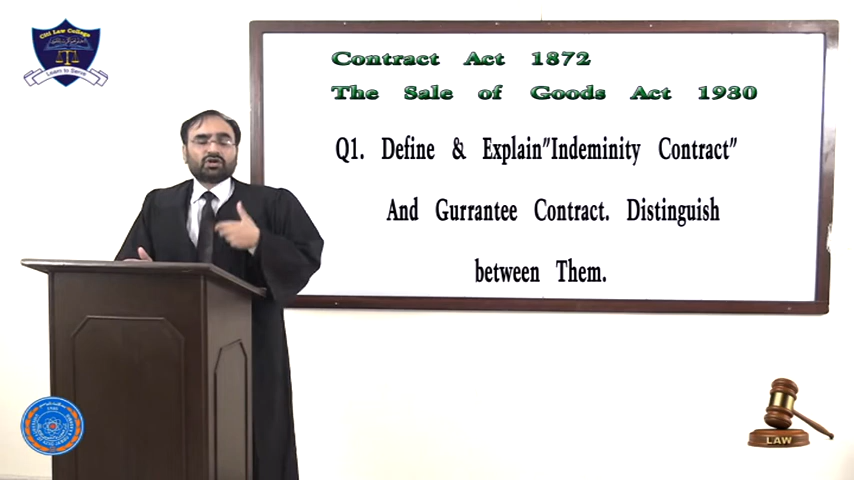 Citi Law College
Learn to Serve
Contract Act 1872
The Sale of Goods Act 1930
Q1. Define & Explain"Indeminity Contract"
And Gurrantee Contract. Distinguish
between Them.
LAW